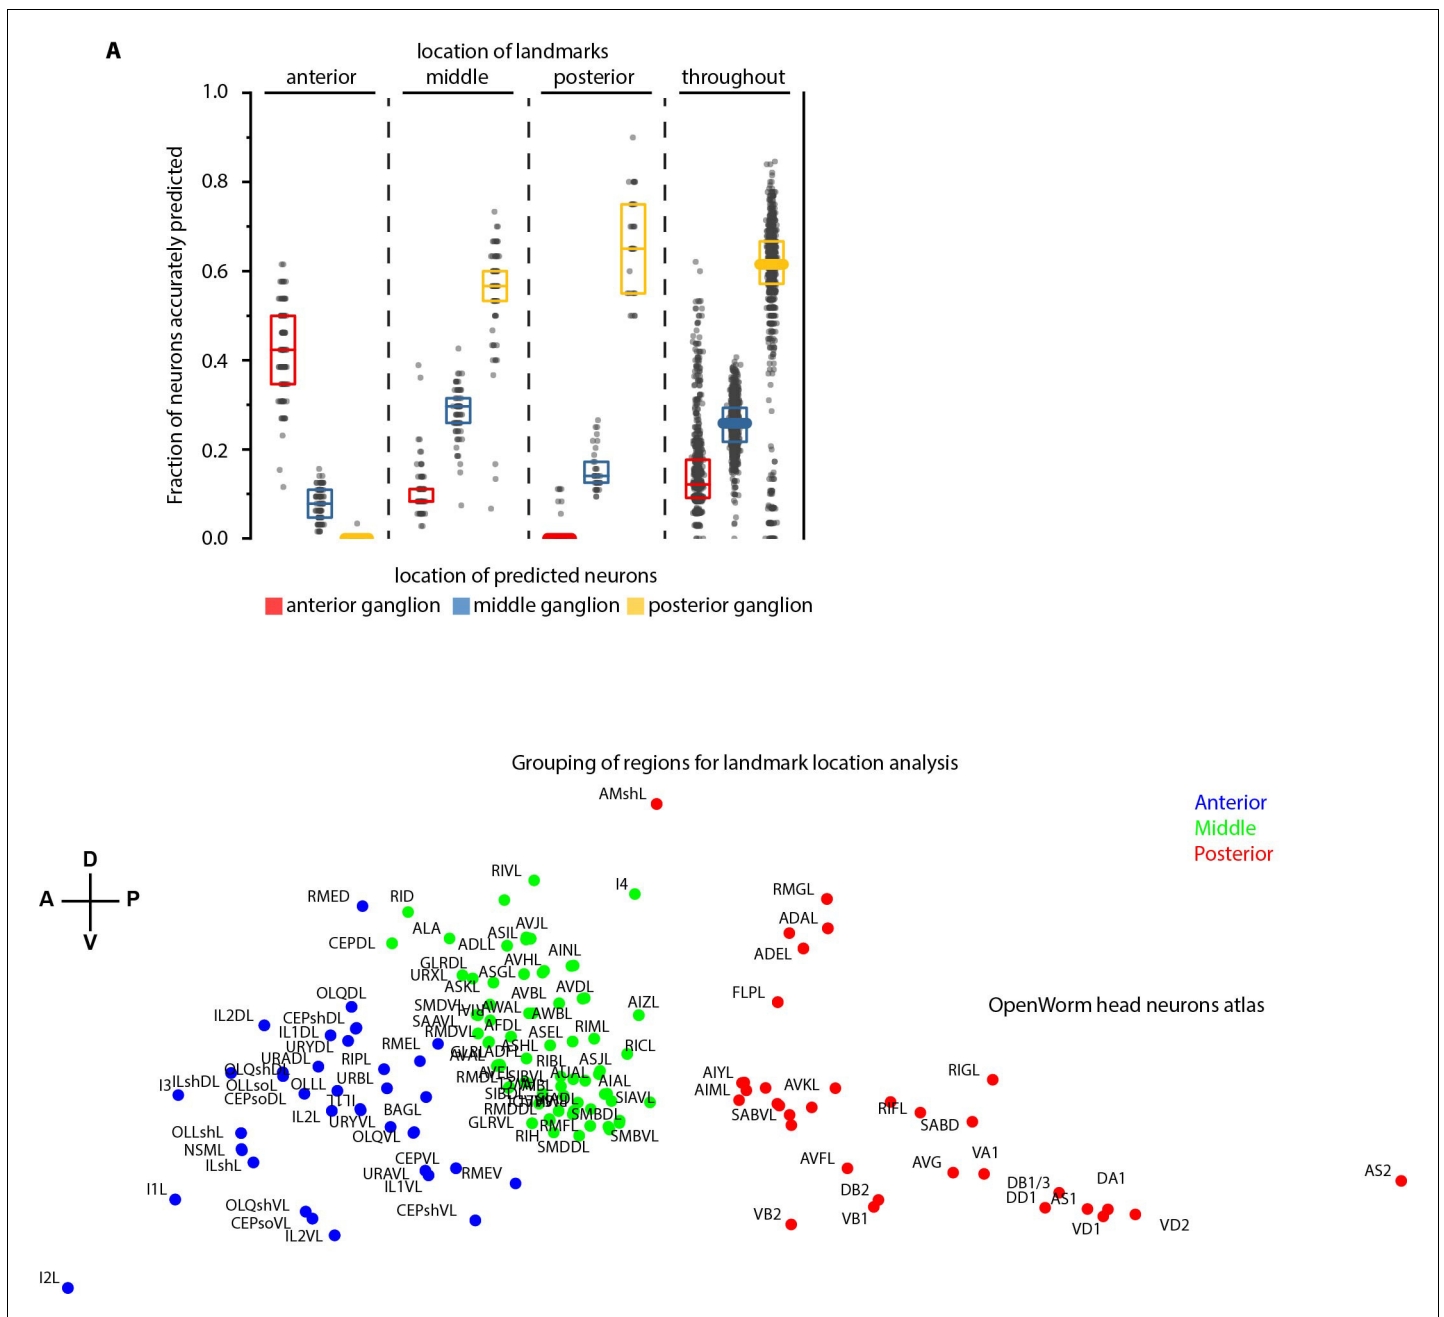 A
location of landmarks
anterior middle posterior throughout
1.0
0.8
0.6
0.4
0.2
0.0
Fraction of neurons accurately predicted
location of predicted neurons
anterior ganglion middle ganglion posterior ganglion
Grouping of regions for landmark location analysis
AMshL
Anterior
Middle
Posterior
D
A P
V
RIVL
I4
RMED RID
RMGL
ALA
AVJL
ASIL
ADAL
CEPDL
ADLL
AINL
ADEL
GLRDL
AVHL
URXL
ASGL
ASKL
AVDL
FLPL
OLQDL
AVBL
AIZL
OpenWorm head neurons atlas
IL2DL
CEPshDL
SMDVL
AWAL
AWBL
SAAVL
AFDL
IL1DL
RMDVL
ASEL
RIML
URYDL
RMEL
ASHL
RICL
URADL
RIPL
AVAL
RIBL
ASJL
OLQshDL
I3
ILshDL
OLLsoL
OLLL
URBL
AIYL
AVKL
RIGL
CEPsoDL
AIML
AIAL
SIAVL
IL2L
IL1L
BAGL
RMDDL
SMBDL
SABVL
RIFL
URYVL
GLRVL
RMFL
SABD
OLLshL
OLQVL
RIH
SMBVL
NSML
SMDDL
VA1
ILshL
CEPVL
AVFL
AVG
URAVL
RMEV
AS2
I1L
IL1VL
DB2
DB1/3
DA1
DD1
AS1
OLQshVL
CEPshVL
VB2
VB1
CEPsoVL
VD1
VD2
IL2VL
I2L